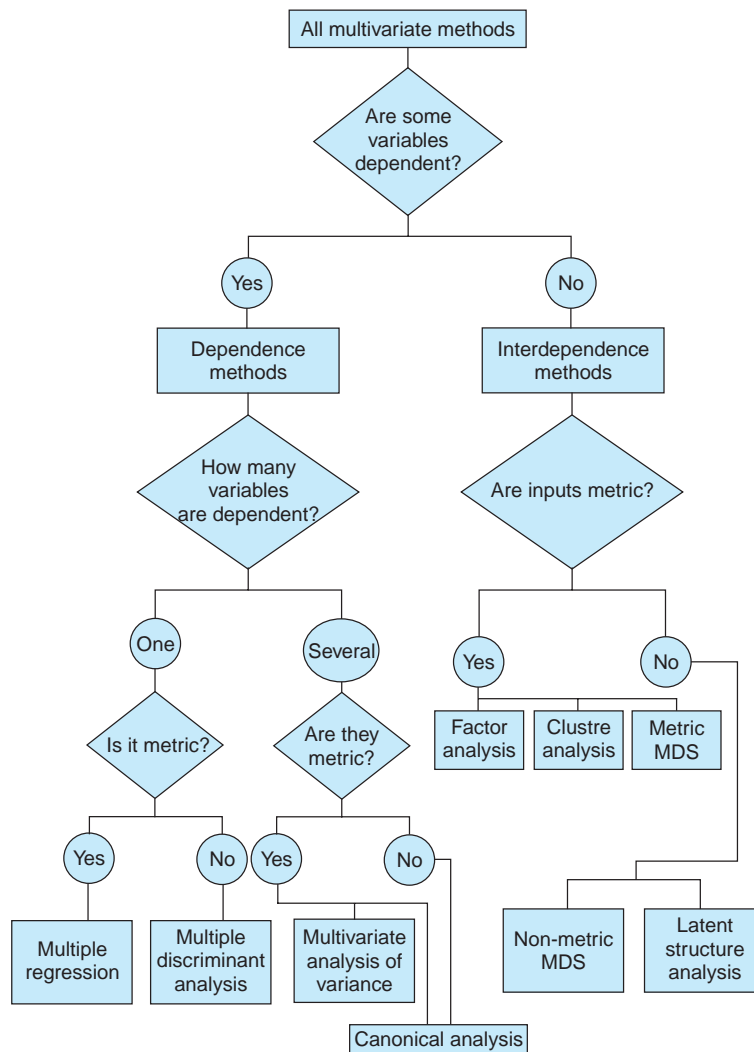 All multivariate methods
Are some
variables
dependent?
Yes
No
Dependence
methods
Interdependence
methods
How many
variables
are dependent?
Are inputs metric?
One
Several
Yes
No
Is it metric?
Are they
metric?
Factor
analysis
Clustre
analysis
Metric
MDS
Yes
No
Yes
No
Multiple
regression
Multiple
discriminant
analysis
Multivariate
analysis of
variance
Non-metric
MDS
Latent
structure
analysis
Canonical analysis